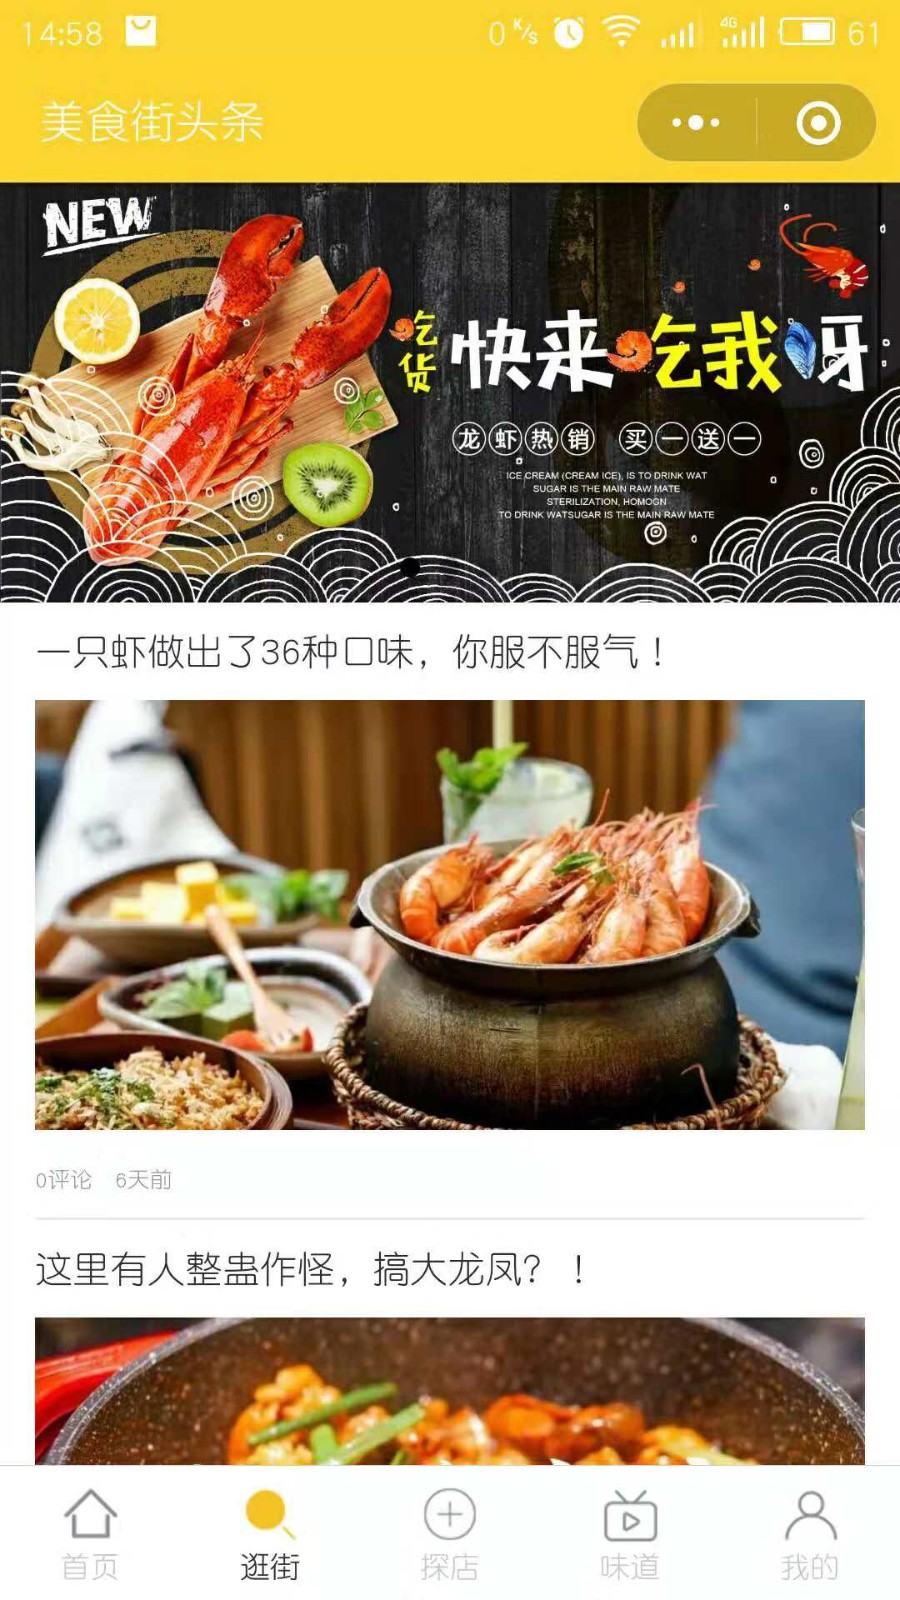 14:58
0 K/s 4G 61
美食街头条
NEW
吃货
快来吃我呀
龙虾热销 买一送一
ICE CREAM (CREAM ICE), IS TO DRINK WAT
SUGAR IS THE MAIN RAW MATE
STERILIZATION, HOMOGN
TO DRINK WATSUGAR IS THE MAIN RAW MATE
一只虾做出了36种口味，你服不服气！
0评论 6天前
这里有人整蛊作怪，搞大龙凤？！
首页 逛街 探店 味道 我的